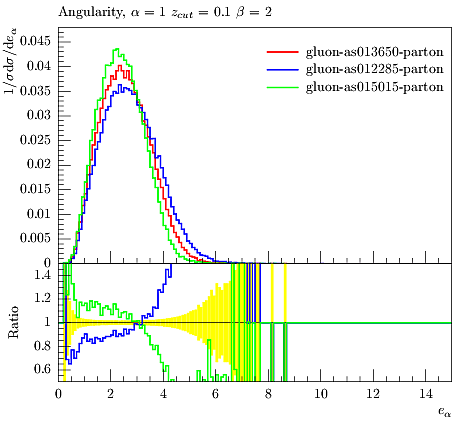 Angularity, α = 1 z_cut = 0.1 β = 2
1/σ dσ/de_α
gluon-as013650-parton
gluon-as012285-parton
gluon-as015015-parton
0.045
0.04
0.035
0.03
0.025
0.02
0.015
0.01
0.005
0
Ratio
1.4
1.2
1
0.8
0.6
0 2 4 6 8 10 12 14
e_α